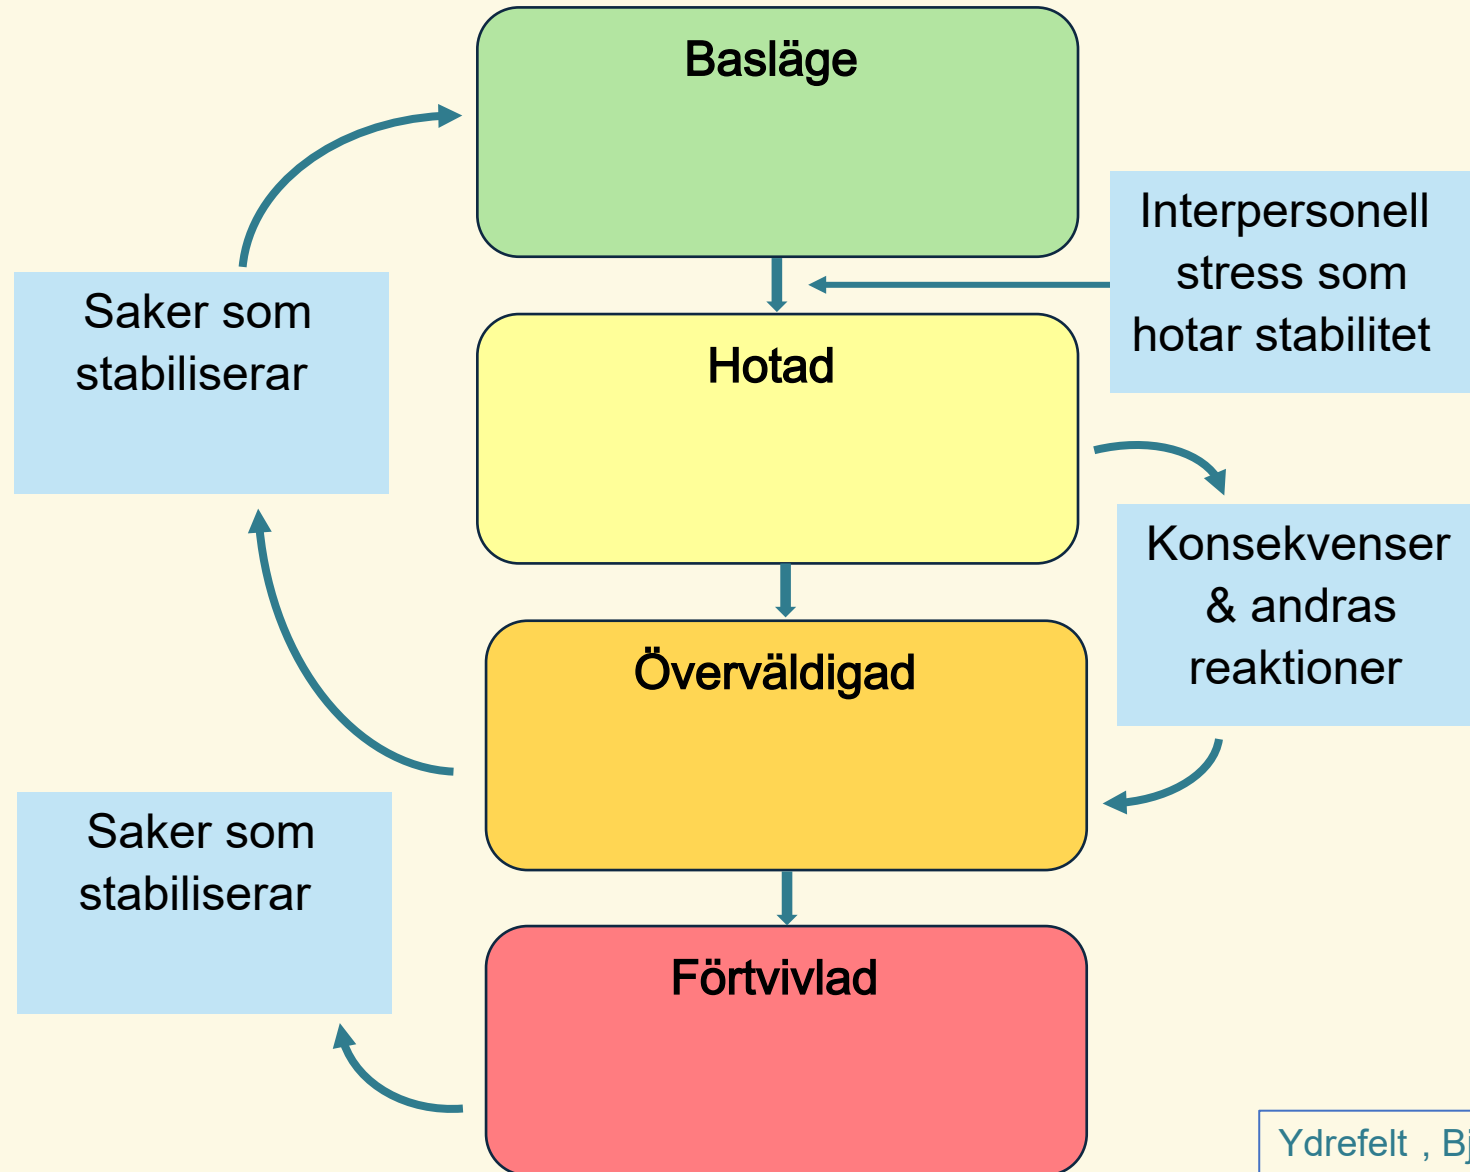 Basläge
Interpersonell
stress som
hotar stabilitet
Saker som
stabiliserar
Hotad
Konsekvenser
& andras
reaktioner
Överväldigad
Saker som
stabiliserar
Förtvivlad
Ydrefelt , Bj